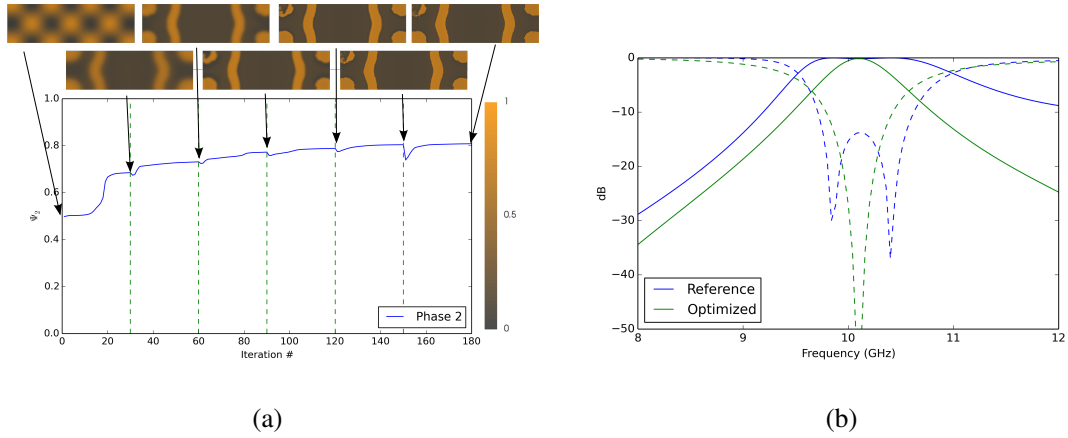 1.0
0.8
0.6
0.4
0.2
0.0
Ψ₂
0 20 40 60 80 100 120 140 160 180
Iteration #
Phase 2
1
0.5
0
0
−10
−20
−30
−40
−50
dB
8 9 10 11 12
Frequency (GHz)
Reference
Optimized
(a)
(b)